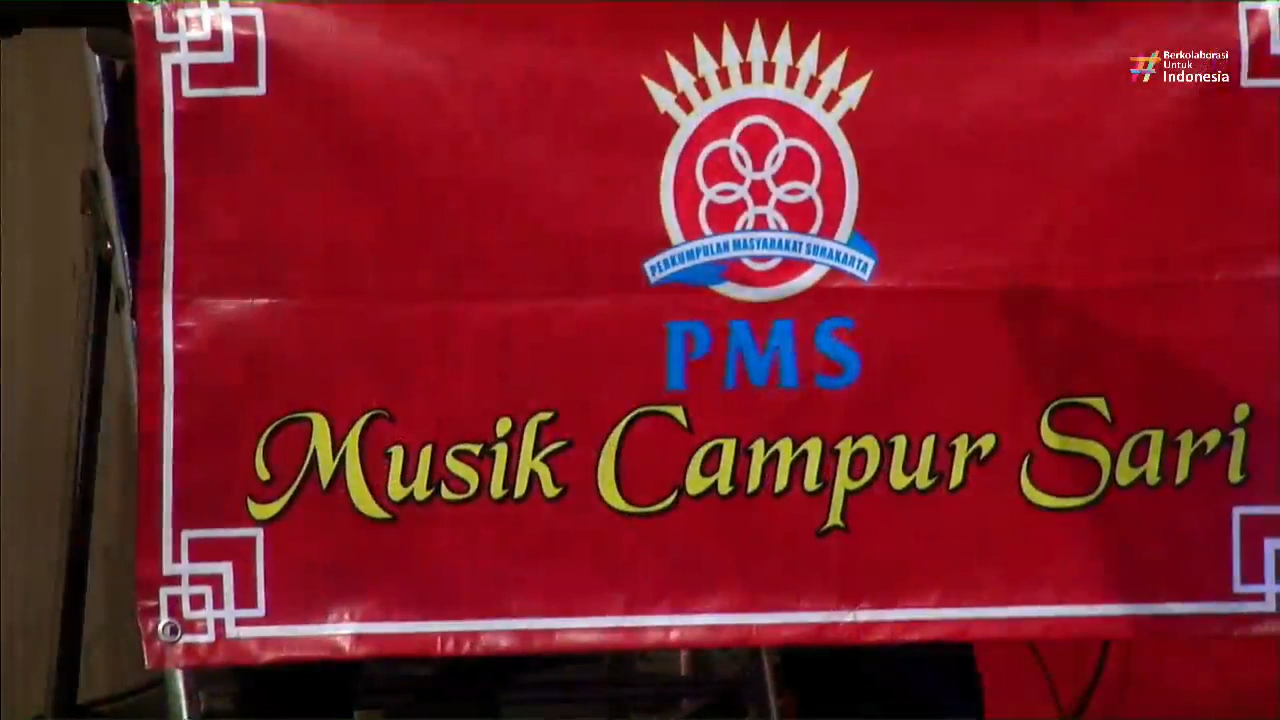 Berkolaborasi
Untuk
Indonesia
PERKUMPULAN MASYARAKAT SURAKARTA
PMS
Musik Campur Sari